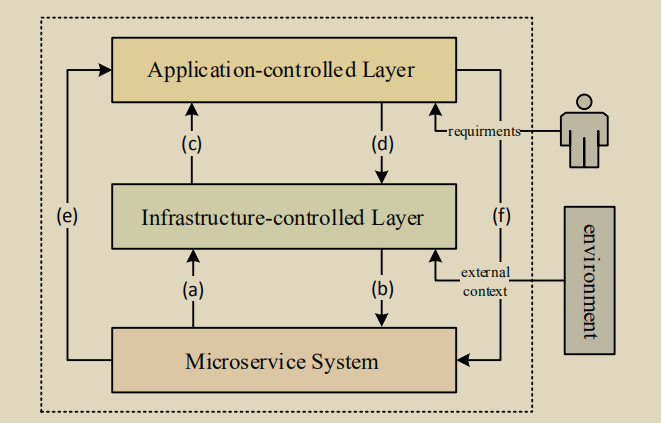 Application-controlled Layer
(c)
(d)
requirments
(e)
Infrastructure-controlled Layer
(f)
environment
(a)
(b)
external
context
Microservice System